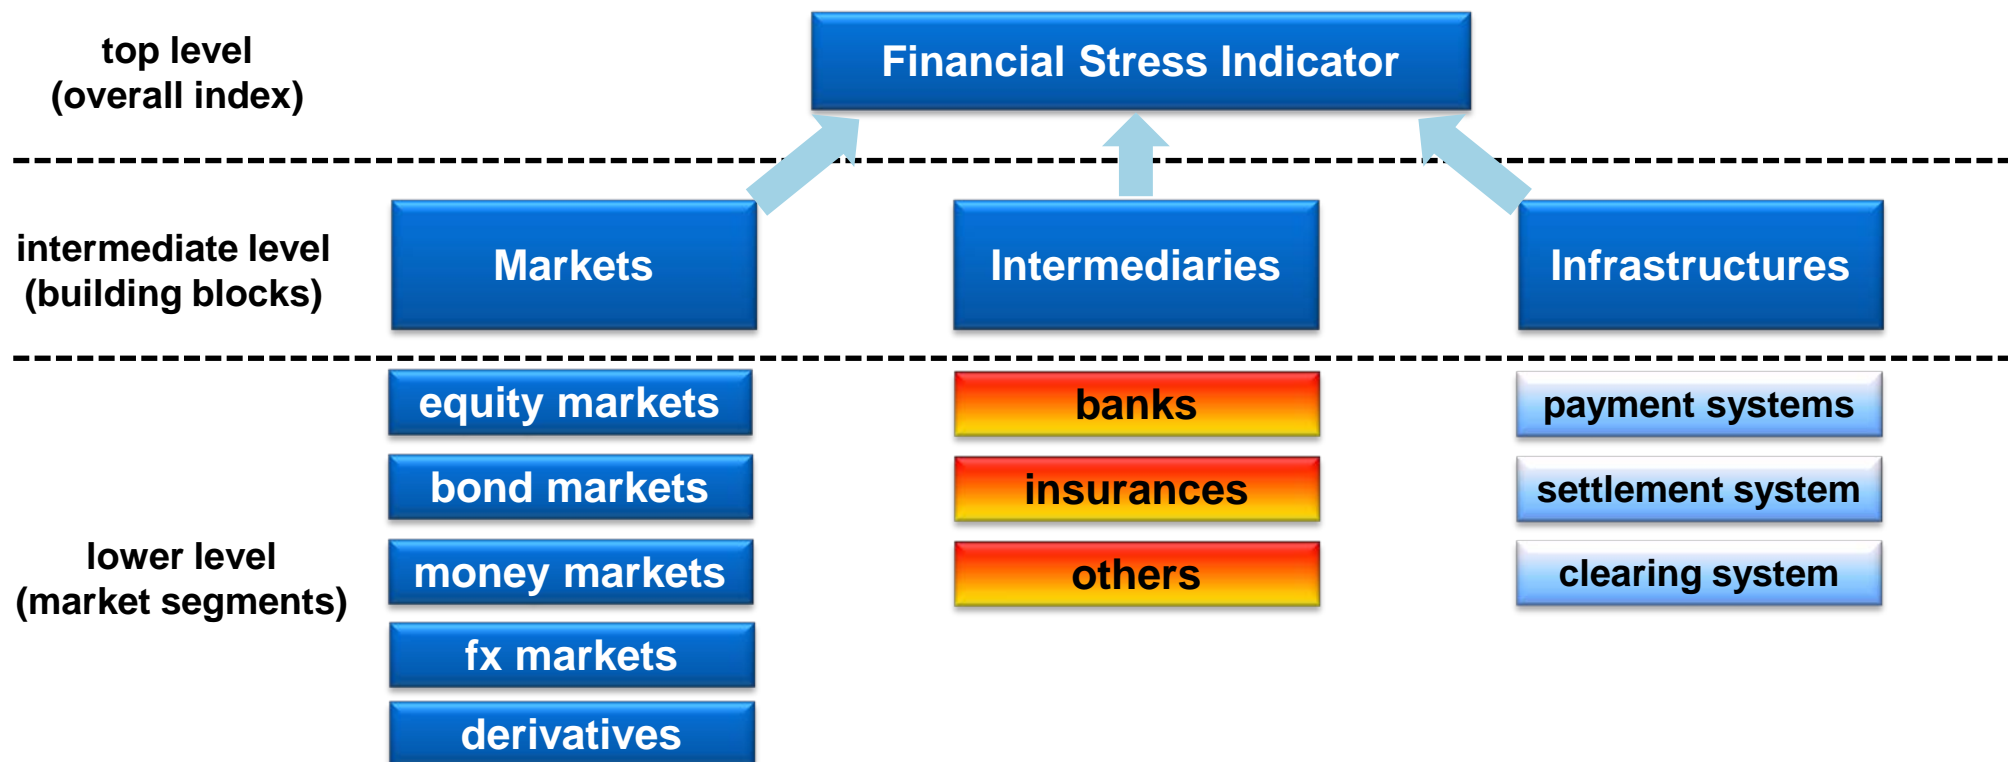 top level
(overall index)
Financial Stress Indicator
intermediate level
(building blocks)
Markets
Intermediaries
Infrastructures
lower level
(market segments)
equity markets
bond markets
money markets
fx markets
derivatives
banks
insurances
others
payment systems
settlement system
clearing system